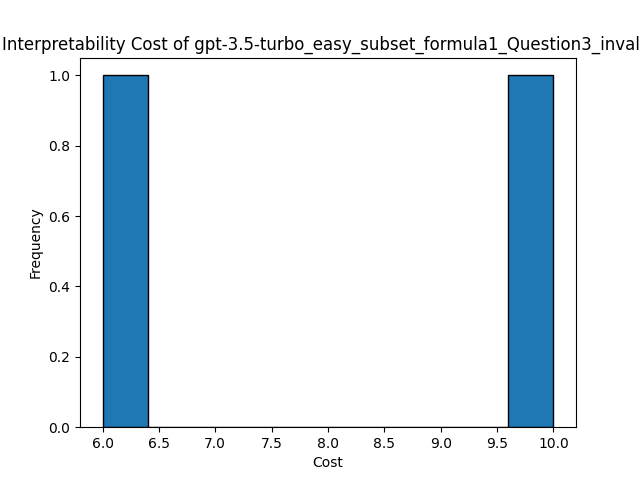 Interpretability Cost of gpt-3.5-turbo_easy_subset_formula1_Question3_inval
1.0
0.8
0.6
0.4
0.2
0.0
Frequency
6.0 6.5 7.0 7.5 8.0 8.5 9.0 9.5 10.0
Cost